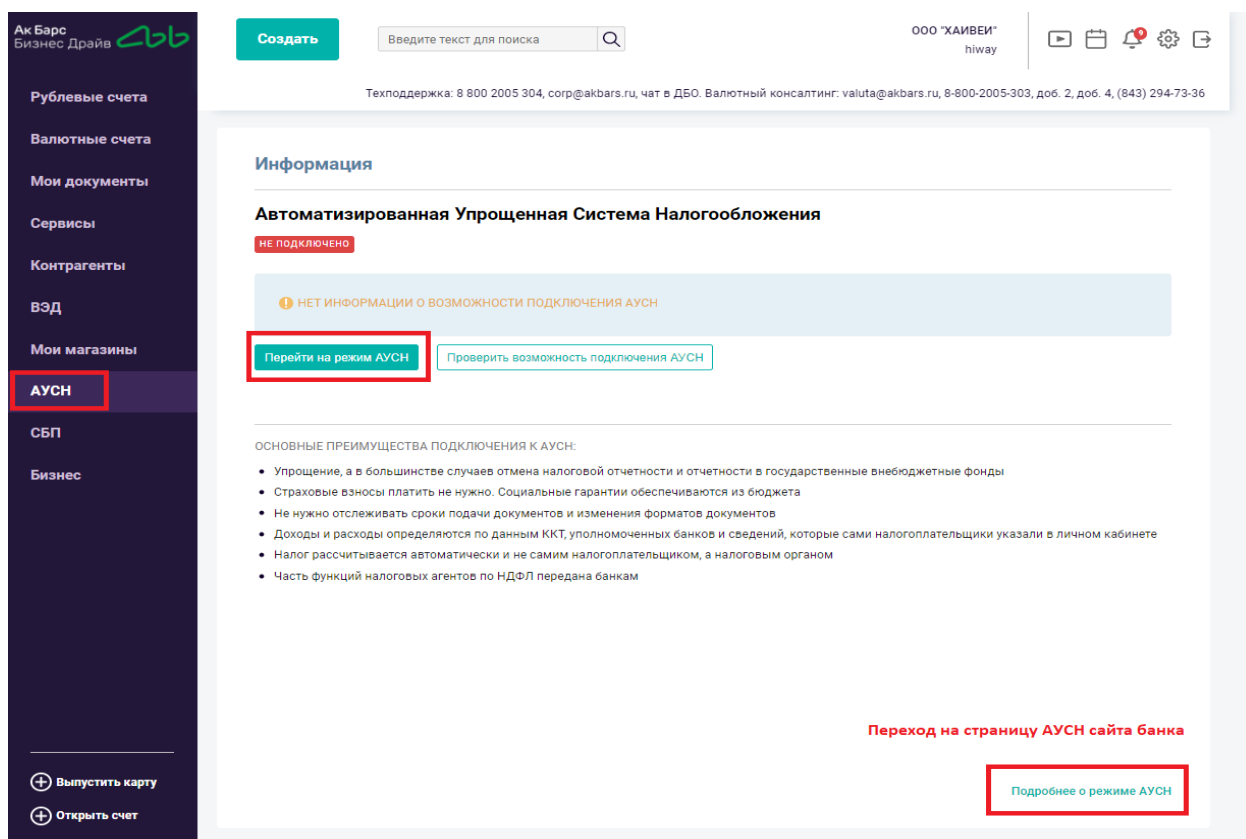 Ак Барс
Бизнес Драйв
Создать
Введите текст для поиска
ООО "ХАИВЕИ"
hiway
9
Техподдержка: 8 800 2005 304, corp@akbars.ru, чат в ДБО. Валютный консалтинг: valuta@akbars.ru, 8-800-2005-303, доб. 2, доб. 4, (843) 294-73-36
Рублевые счета
Валютные счета
Мои документы
Сервисы
Контрагенты
ВЭД
Мои магазины
АУСН
СБП
Бизнес
Выпустить карту
Открыть счет
Информация
Автоматизированная Упрощенная Система Налогообложения
НЕ ПОДКЛЮЧЕНО
НЕТ ИНФОРМАЦИИ О ВОЗМОЖНОСТИ ПОДКЛЮЧЕНИЯ АУСН
Перейти на режим АУСН
Проверить возможность подключения АУСН
ОСНОВНЫЕ ПРЕИМУЩЕСТВА ПОДКЛЮЧЕНИЯ К АУСН:
• Упрощение, а в большинстве случаев отмена налоговой отчетности и отчетности в государственные внебюджетные фонды
• Страховые взносы платить не нужно. Социальные гарантии обеспечиваются из бюджета
• Не нужно отслеживать сроки подачи документов и изменения форматов документов
• Доходы и расходы определяются по данным ККТ, уполномоченных банков и сведений, которые сами налогоплательщики указали в личном кабинете
• Налог рассчитывается автоматически и не самим налогоплательщиком, а налоговым органом
• Часть функций налоговых агентов по НДФЛ передана банкам
Переход на страницу АУСН сайта банка
Подробнее о режиме АУСН